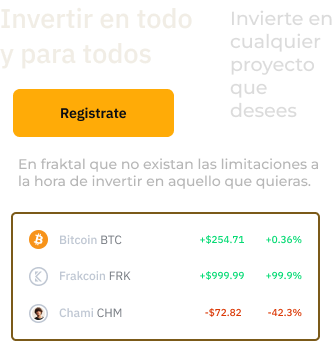 Invertir en todo
y para todos
Invierte en
cualquier
proyecto
que
desees
Registrate
En fraktal que no existan las limitaciones a
la hora de invertir en aquello que quieras.
Bitcoin BTC +$254.71 +0.36%
Frakcoin FRK +$999.99 +99.9%
Chami CHM -$72.82 -42.3%